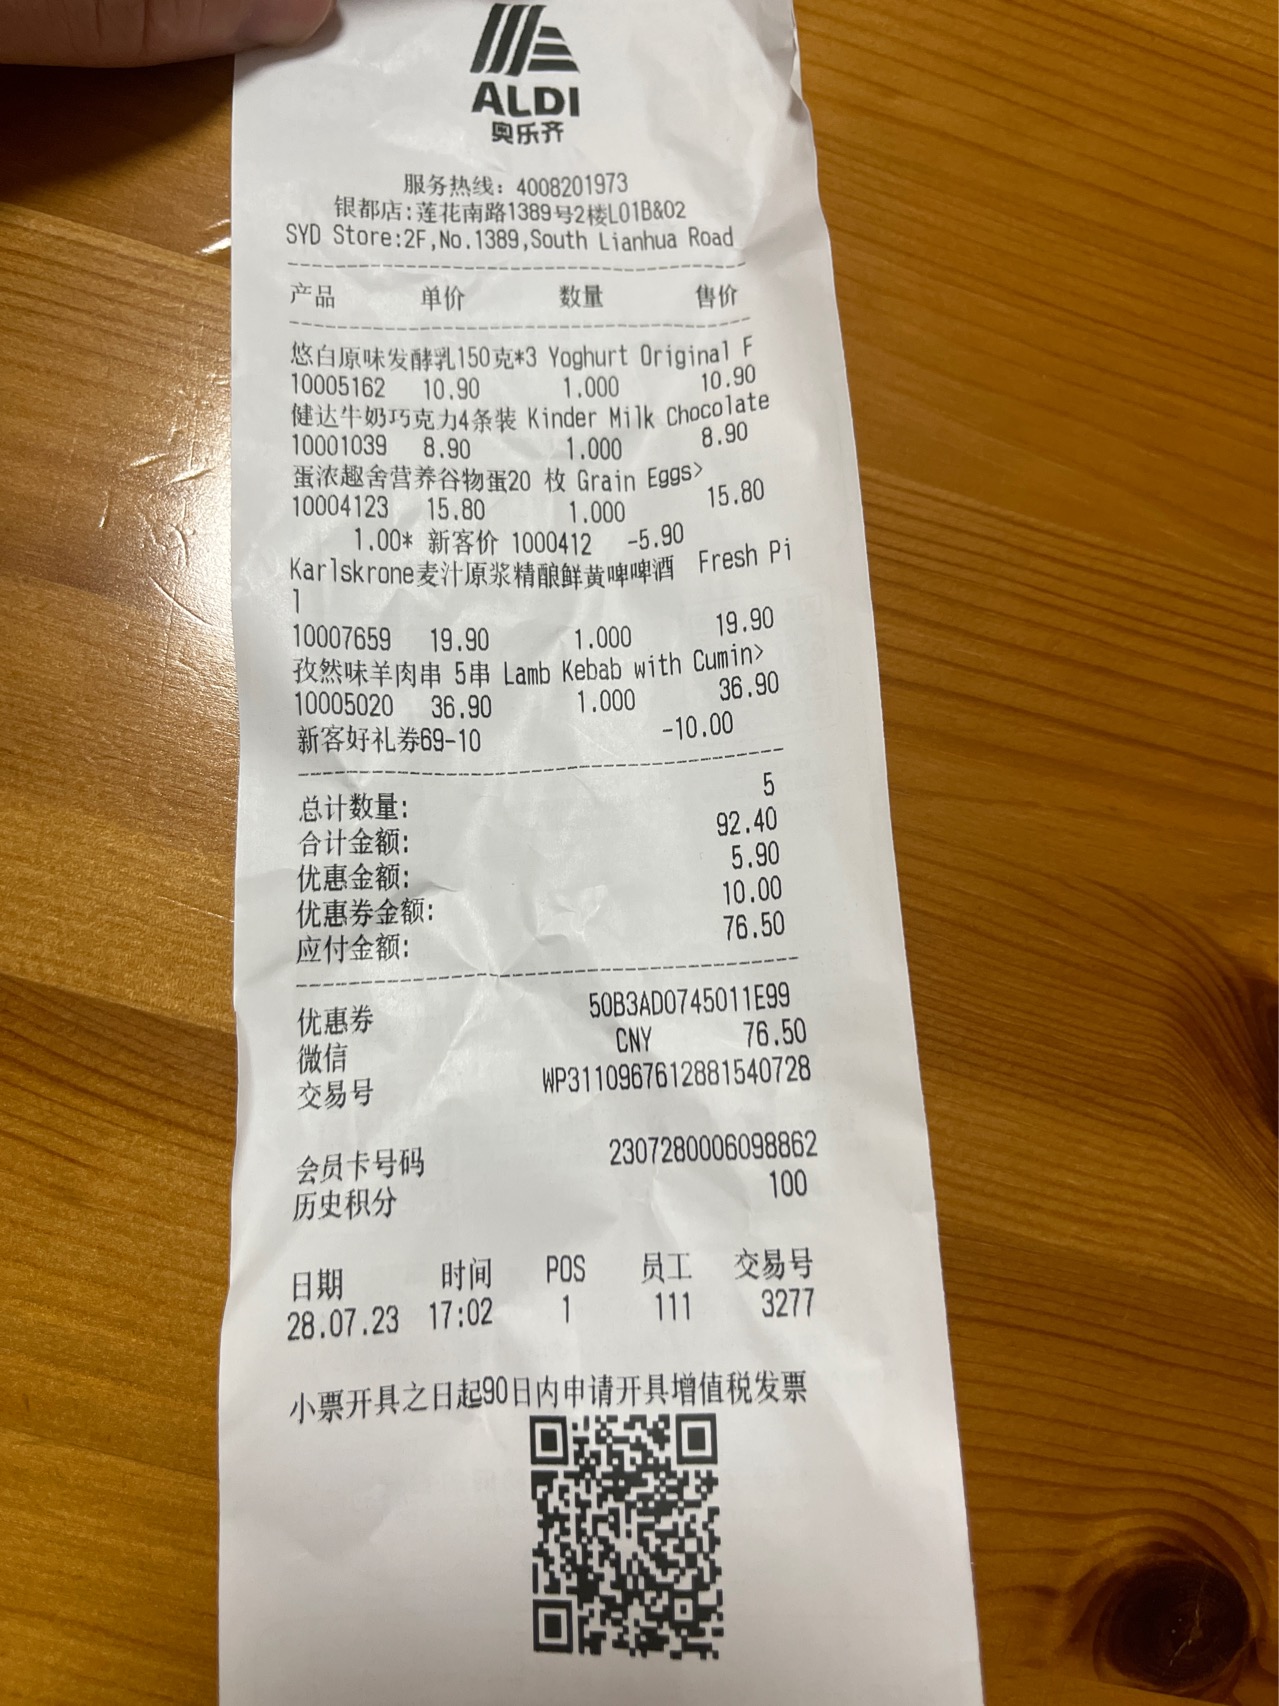 ALDI
奥乐齐
服务热线：4008201973
银都店:莲花南路1389号2楼L01B&02
SYD Store:2F,No.1389,South Lianhua Road
产品 单价 数量 售价
悠白原味发酵乳150克*3 Yoghurt Original F
10005162 10.90 1.000 10.90
健达牛奶巧克力4条装 Kinder Milk Chocolate
10001039 8.90 1.000 8.90
蛋浓趣舍营养谷物蛋20 枚 Grain Eggs>
10004123 15.80 1.000 15.80
1.00* 新客价 1000412 -5.90
Karlskrone麦汁原浆精酿鲜黄啤啤酒 Fresh Pi
l
10007659 19.90 1.000 19.90
孜然味羊肉串 5串 Lamb Kebab with Cumin>
10005020 36.90 1.000 36.90
新客好礼券69-10 -10.00
总计数量: 5
合计金额: 92.40
优惠金额: 5.90
优惠券金额: 10.00
应付金额: 76.50
优惠券 50B3AD0745011E99
微信 CNY 76.50
交易号 WP3110967612881540728
会员卡号码 2307280006098862
历史积分 100
日期 时间 POS 员工 交易号
28.07.23 17:02 1 111 3277
小票开具之日起90日内申请开具增值税发票